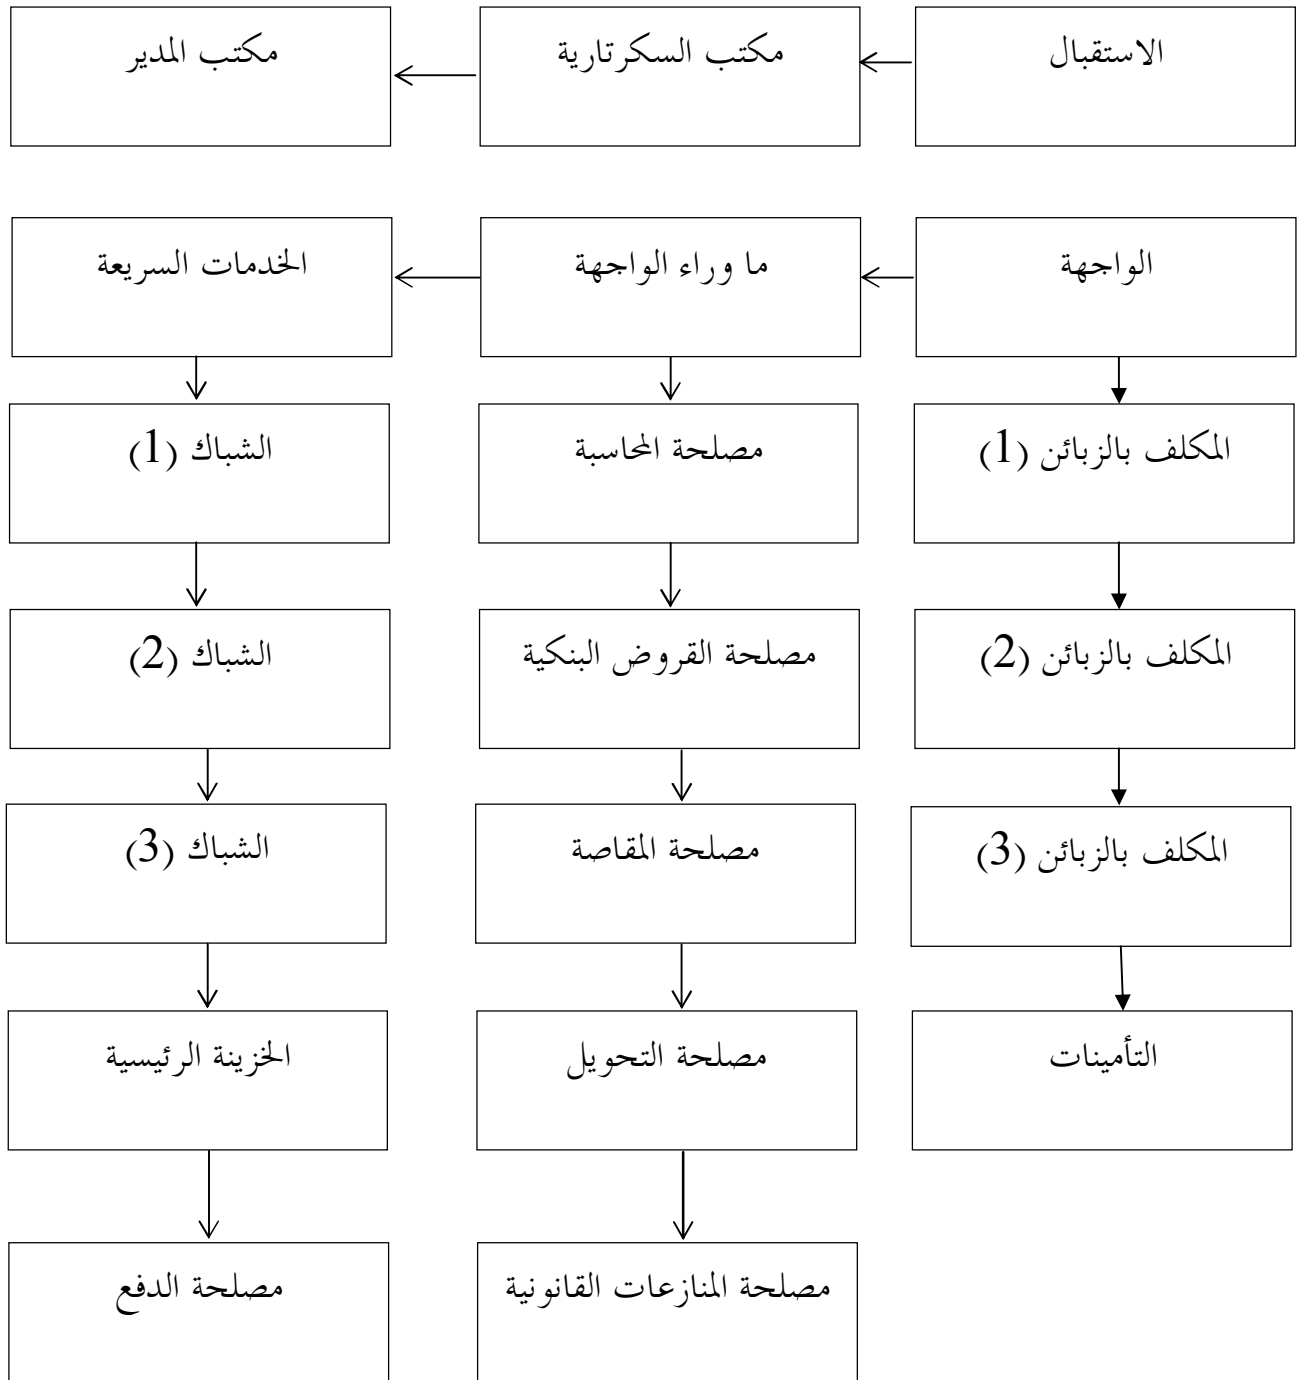 الاستقبال
مكتب السكرتارية
مكتب المدير
الواجهة
ما وراء الواجهة
الخدمات السريعة
المكلف بالزبائن (1)
مصلحة المحاسبة
الشباك (1)
المكلف بالزبائن (2)
مصلحة القروض البنكية
الشباك (2)
المكلف بالزبائن (3)
مصلحة المقاصة
الشباك (3)
التأمينات
مصلحة التحويل
الخزينة الرئيسية
مصلحة المنازعات القانونية
مصلحة الدفع